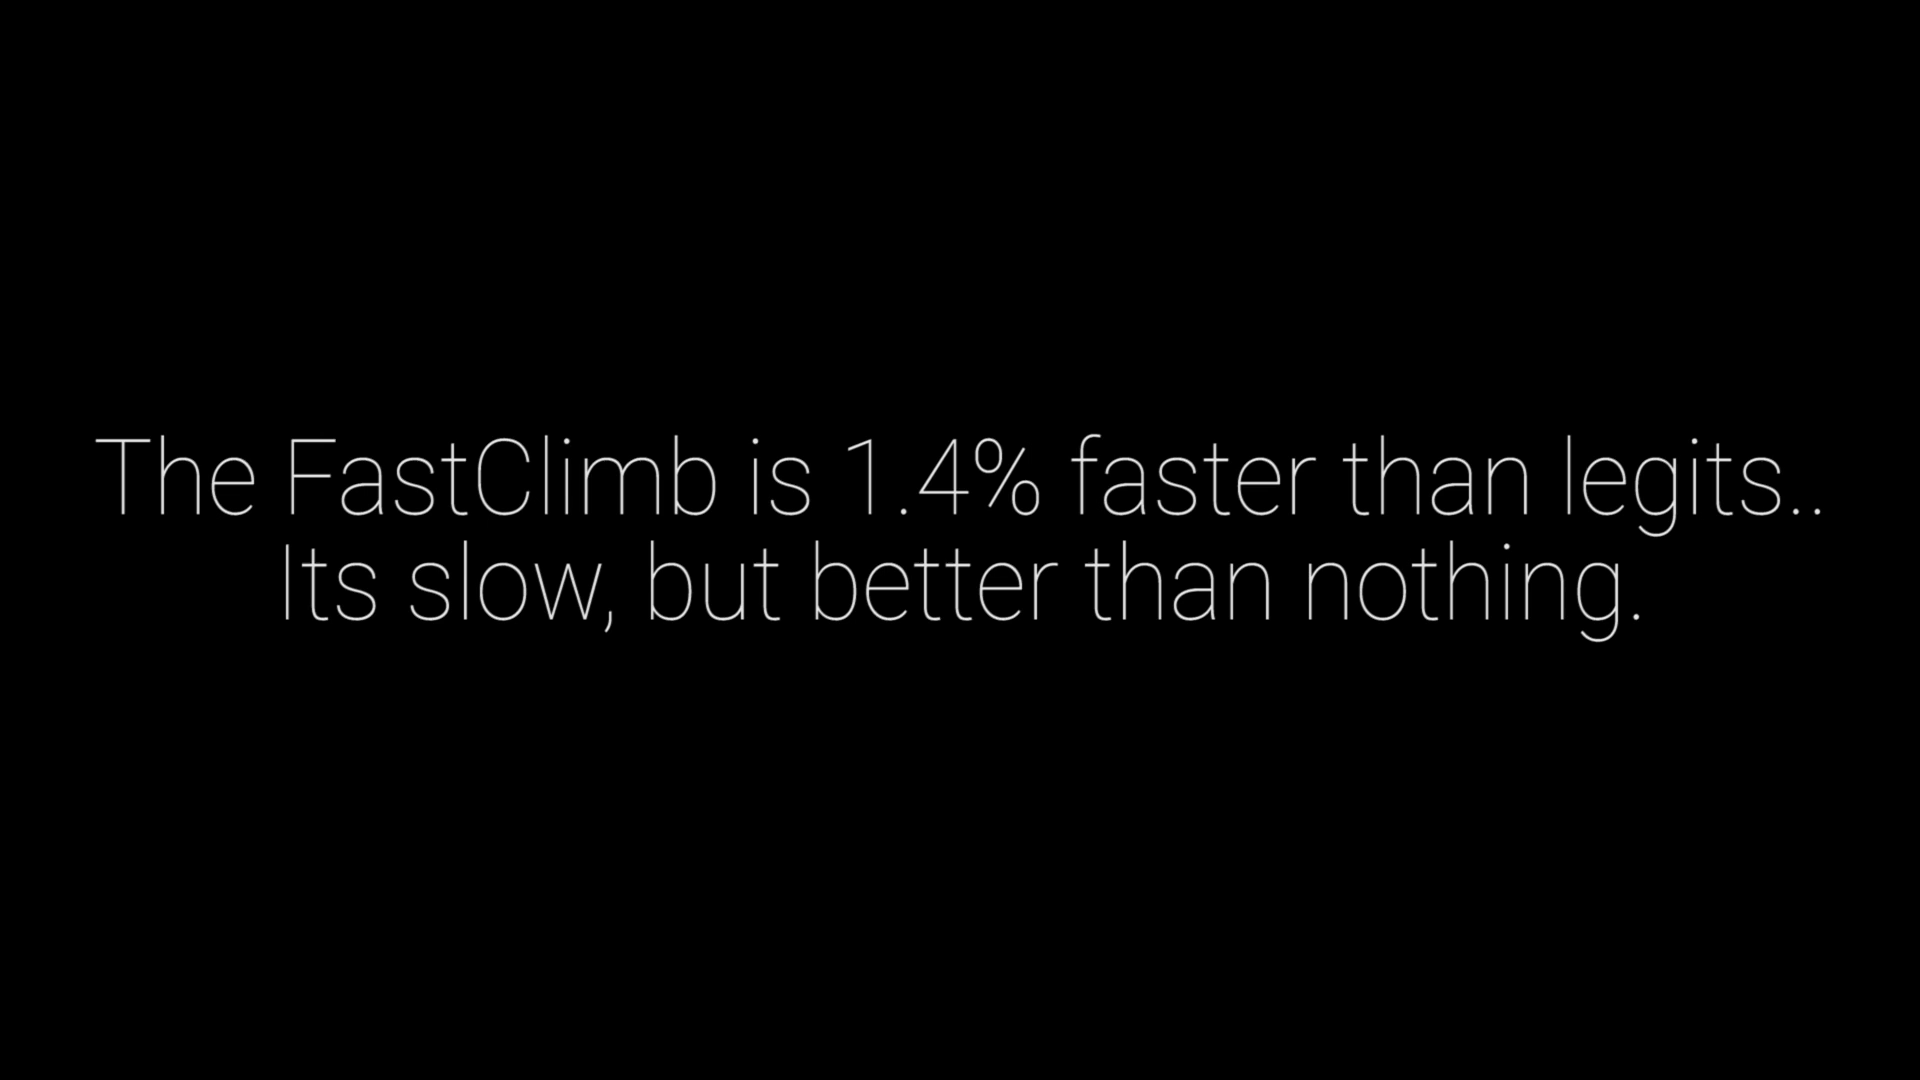 The FastClimb is 1.4% faster than legits..
Its slow, but better than nothing.